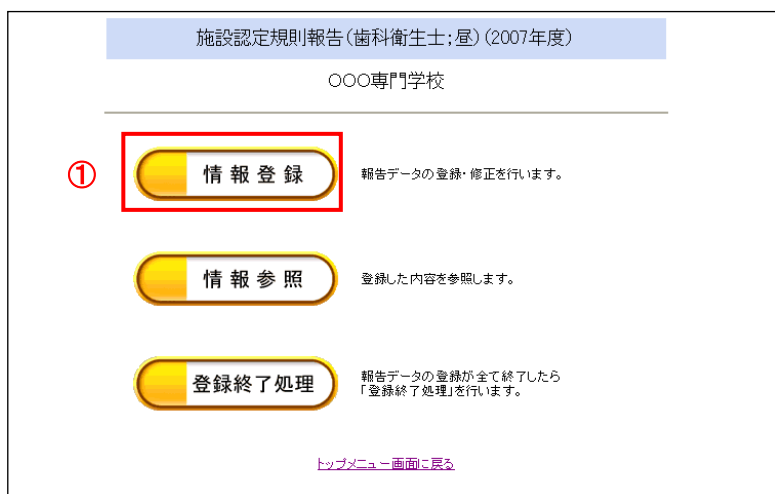 施設認定規則報告(歯科衛生士;昼)(2007年度)
○○○専門学校
①
情報登録
報告データの登録・修正を行います。
情報参照
登録した内容を参照します。
登録終了処理
報告データの登録が全て終了したら
「登録終了処理」を行います。
トップメニュー画面に戻る